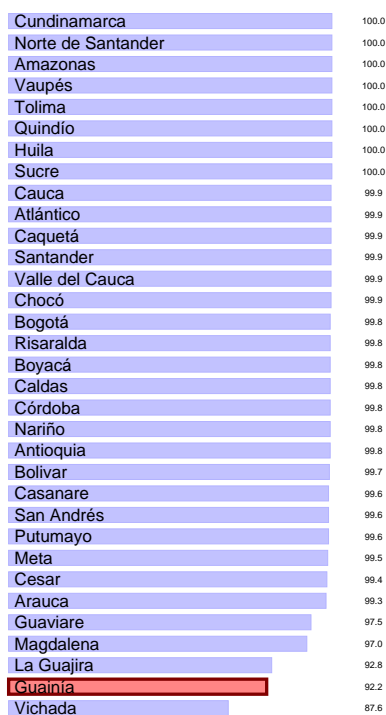 Cundinamarca 100.0
Norte de Santander 100.0
Amazonas 100.0
Vaupés 100.0
Tolima 100.0
Quindío 100.0
Huila 100.0
Sucre 100.0
Cauca 99.9
Atlántico 99.9
Caquetá 99.9
Santander 99.9
Valle del Cauca 99.9
Chocó 99.9
Bogotá 99.8
Risaralda 99.8
Boyacá 99.8
Caldas 99.8
Córdoba 99.8
Nariño 99.8
Antioquia 99.8
Bolivar 99.7
Casanare 99.6
San Andrés 99.6
Putumayo 99.6
Meta 99.5
Cesar 99.4
Arauca 99.3
Guaviare 97.5
Magdalena 97.0
La Guajira 92.8
Guainía 92.2
Vichada 87.6